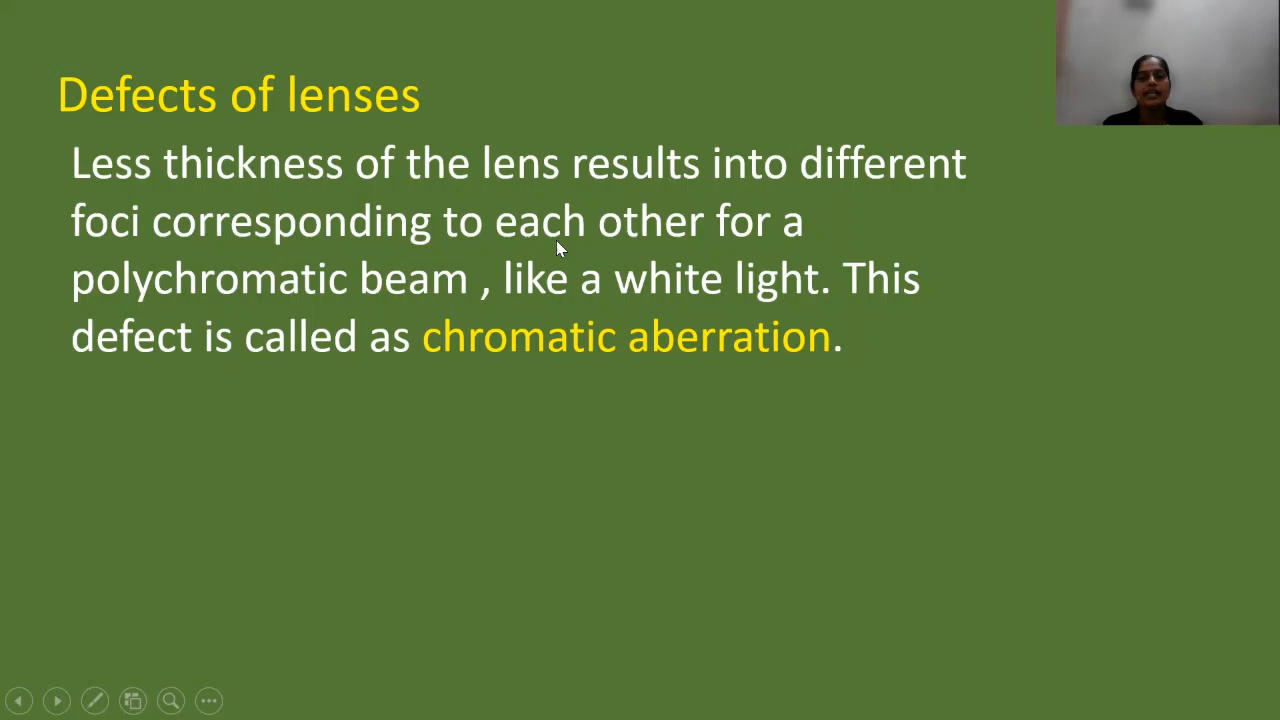 Defects of lenses
Less thickness of the lens results into different
foci corresponding to each other for a
polychromatic beam , like a white light. This
defect is called as chromatic aberration.